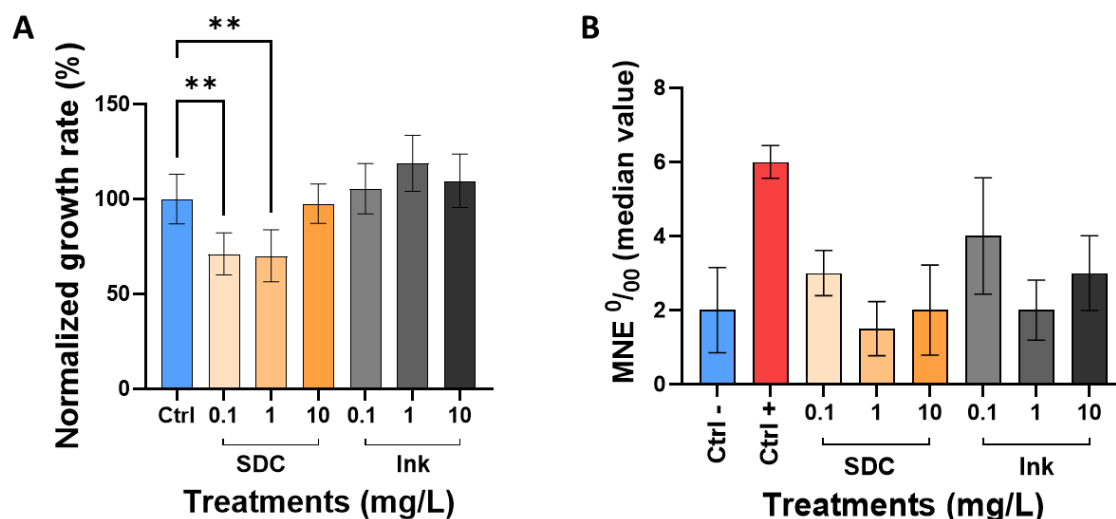 A
Normalized growth rate (%)
**
**
150
100
50
0
Ctrl 0.1 1 10 0.1 1 10
SDC Ink
Treatments (mg/L)
B
MNE 0/00 (median value)
8
6
4
2
0
Ctrl - Ctrl + 0.1 1 10 0.1 1 10
SDC Ink
Treatments (mg/L)